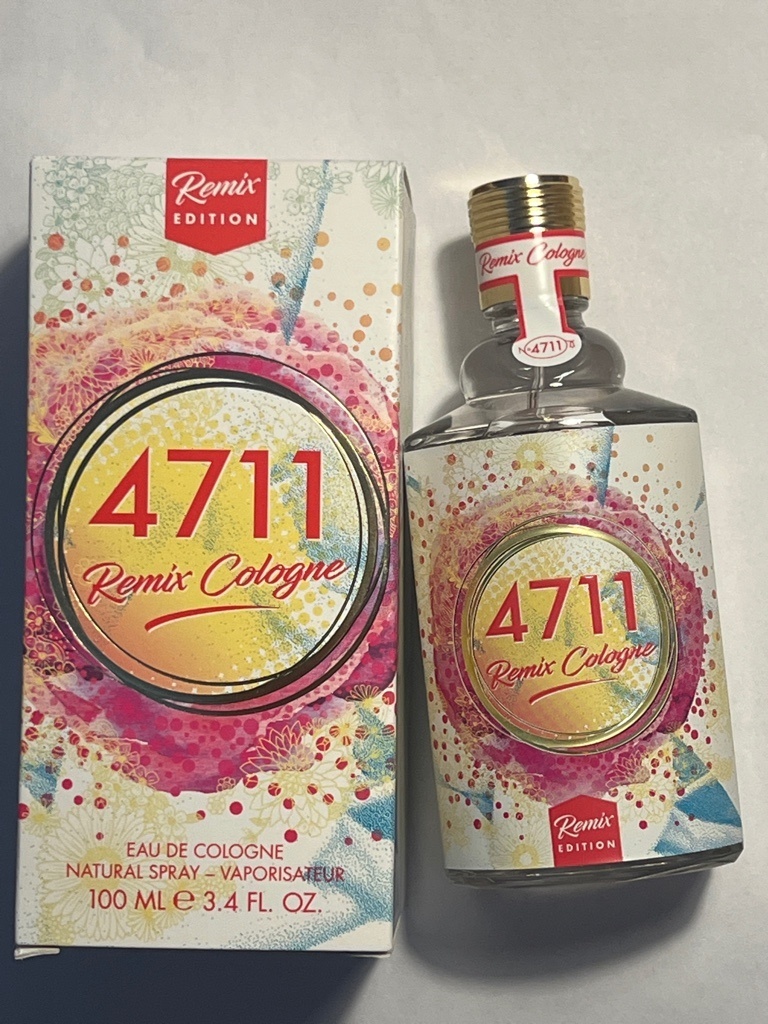 Remix
EDITION
4711
Remix Cologne
EAU DE COLOGNE
NATURAL SPRAY – VAPORISATEUR
100 ML ℮ 3.4 FL. OZ.
Remix Cologne
Nº 4711
4711
Remix Cologne
Remix
EDITION